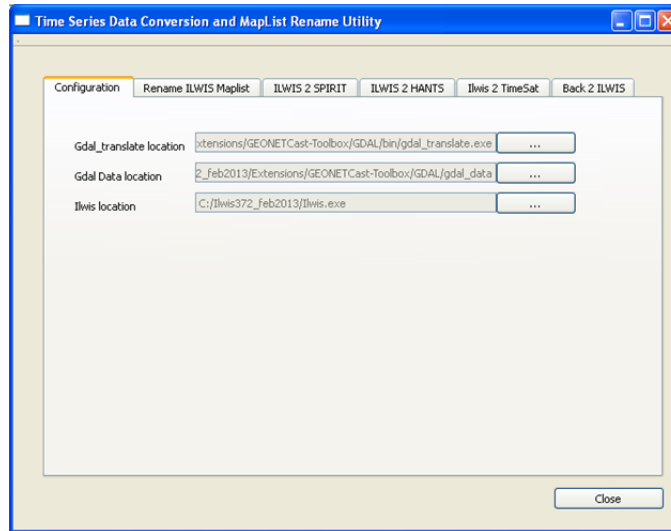 Time Series Data Conversion and MapList Rename Utility
Configuration Rename ILWIS Maplist ILWIS 2 SPIRIT ILWIS 2 HANTS Ilwis 2 TimeSat Back 2 ILWIS
Gdal_translate location xtensions/GEONETCast-Toolbox/GDAL/bin/gdal_translate.exe ...
Gdal Data location 2_feb2013/Extensions/GEONETCast-Toolbox/GDAL/gdal_data ...
Ilwis location C:/Ilwis372_feb2013/Ilwis.exe ...
Close